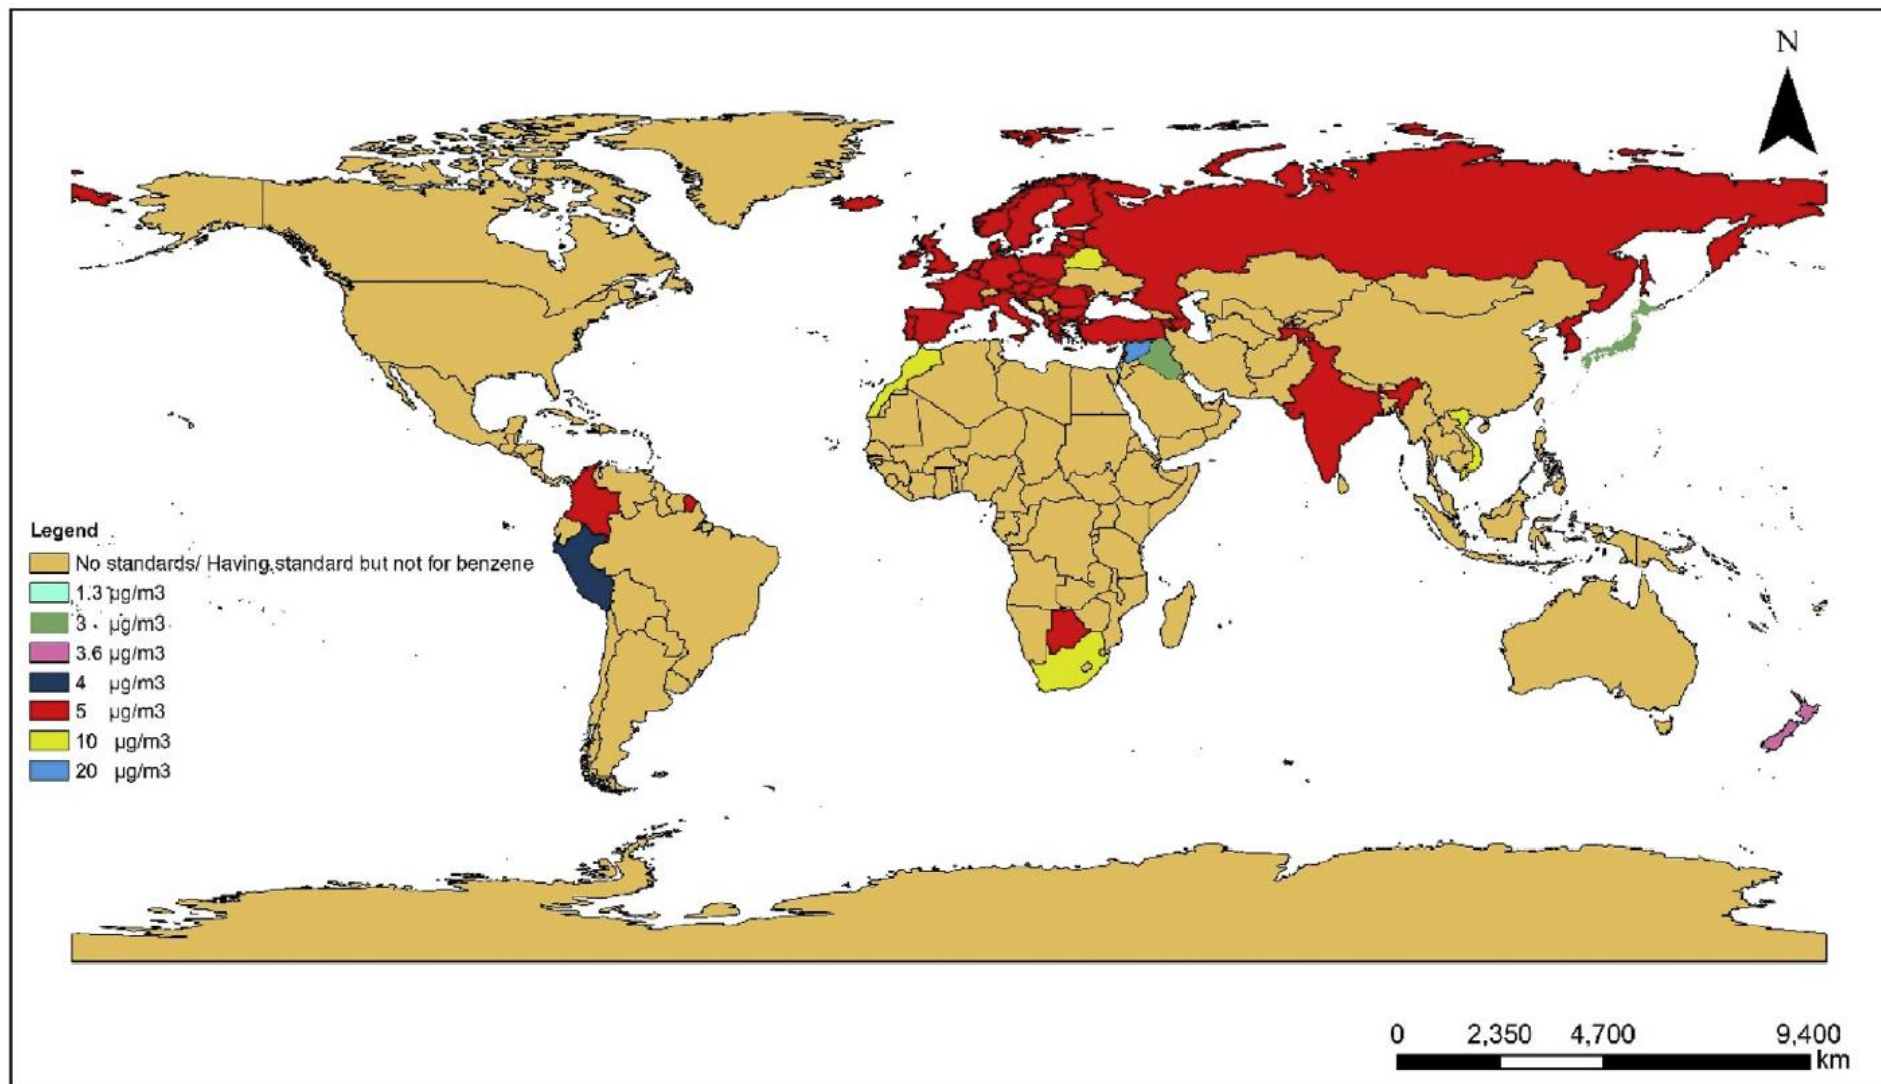 N
Legend
No standards/ Having standard but not for benzene
1.3 µg/m3
3 µg/m3
3.6 µg/m3
4 µg/m3
5 µg/m3
10 µg/m3
20 µg/m3
0 2,350 4,700 9,400
km